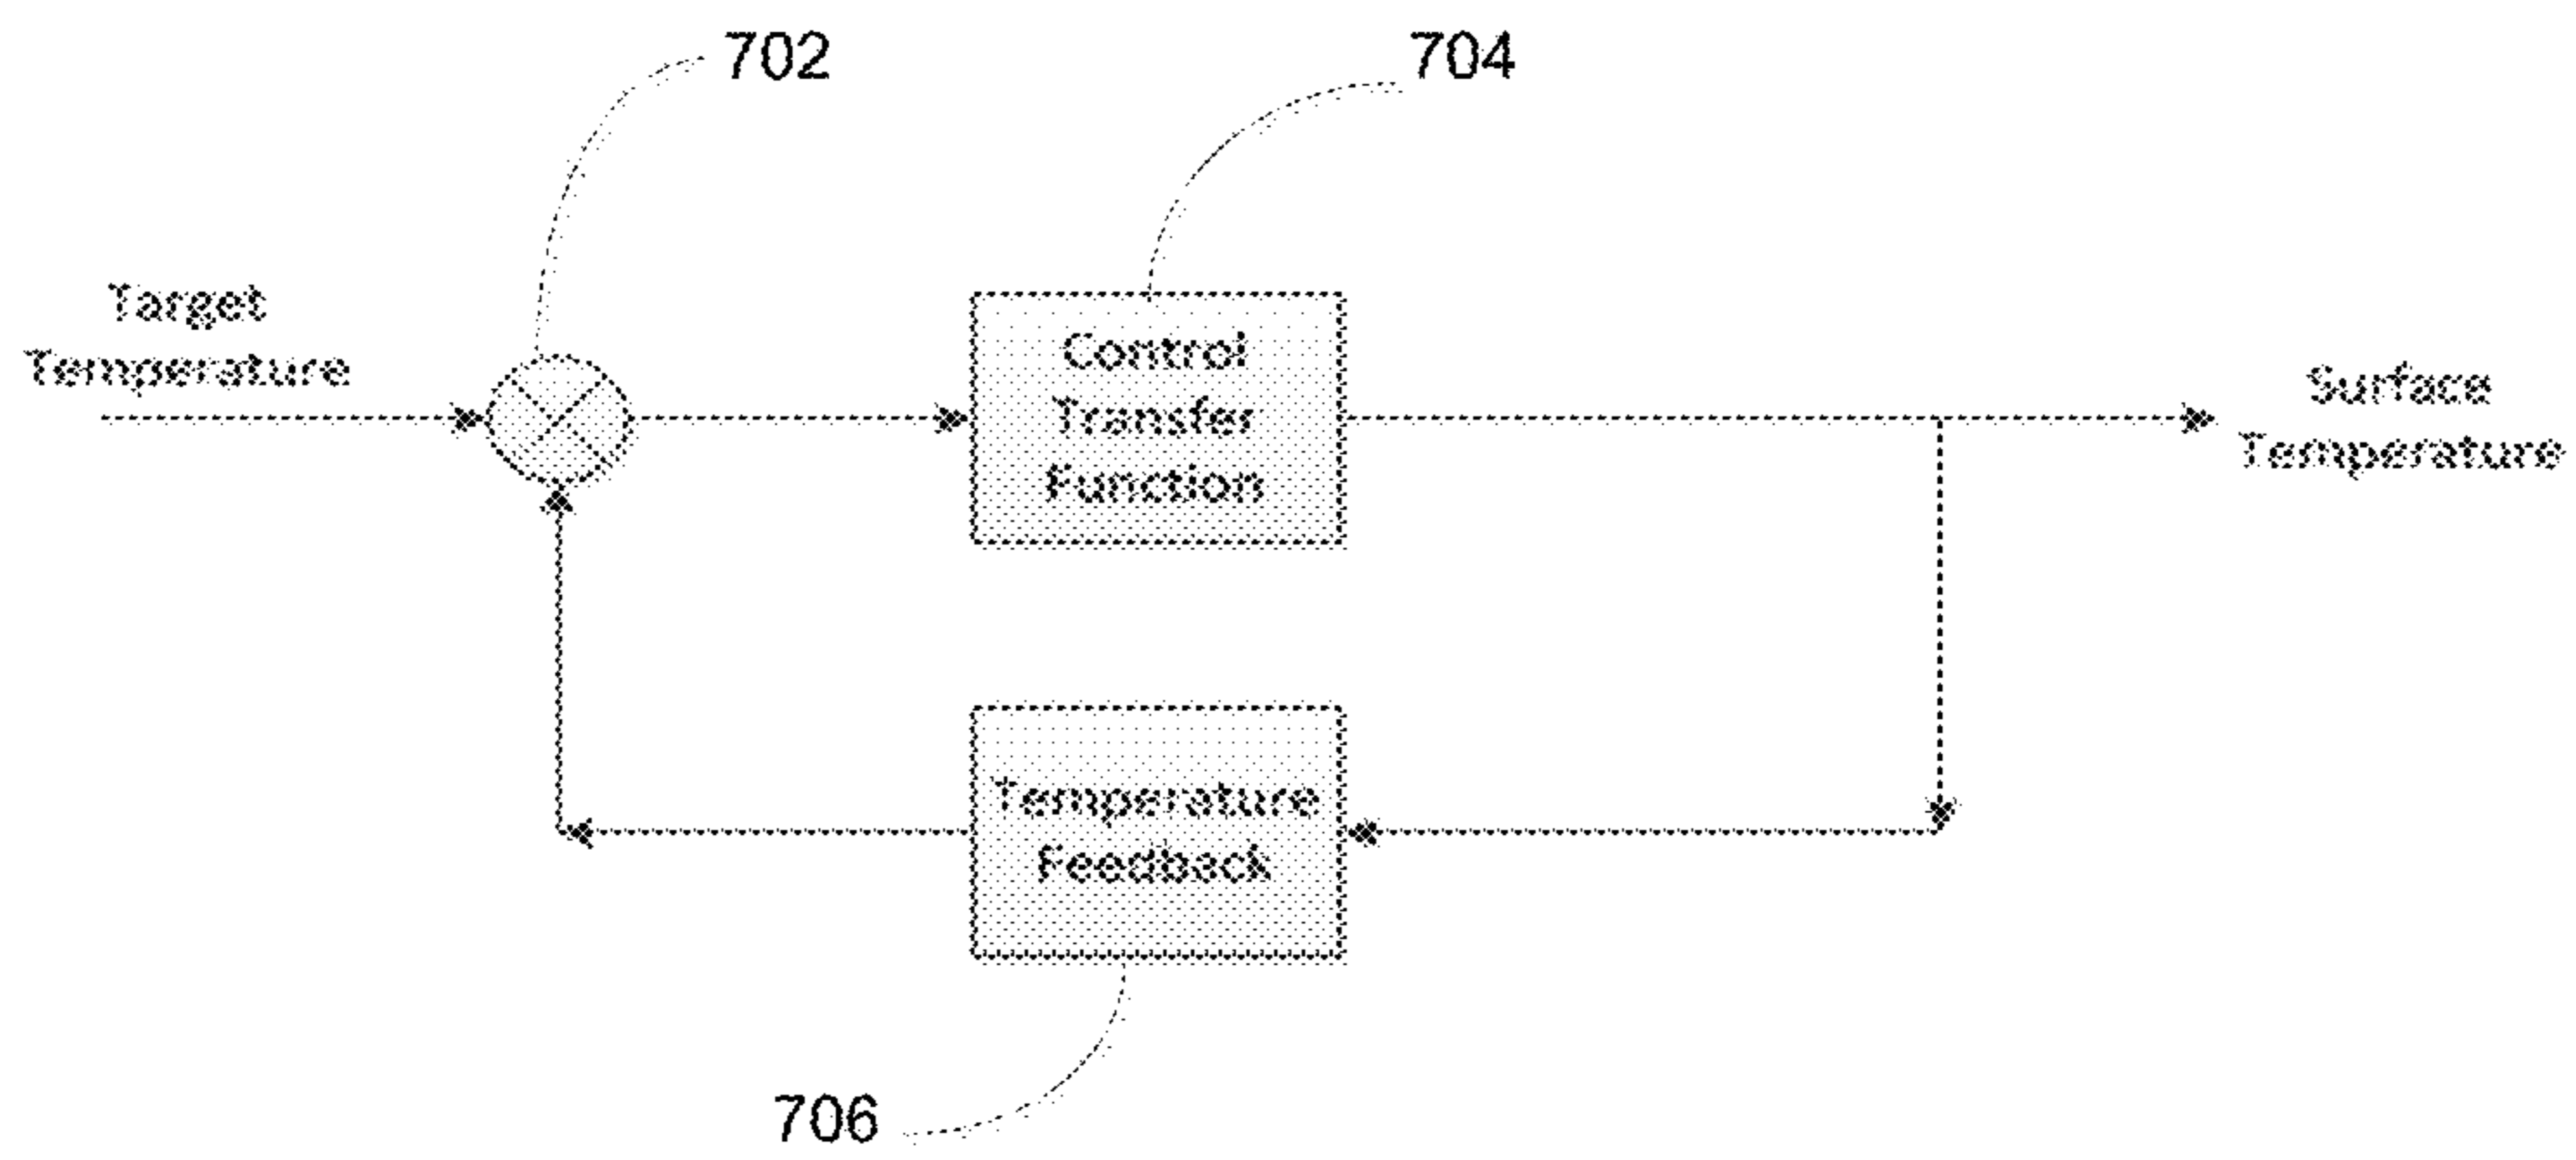 702
704
Target
Temperature
Control
Transfer
Function
Surface
Temperature
Temperature
Feedback
706